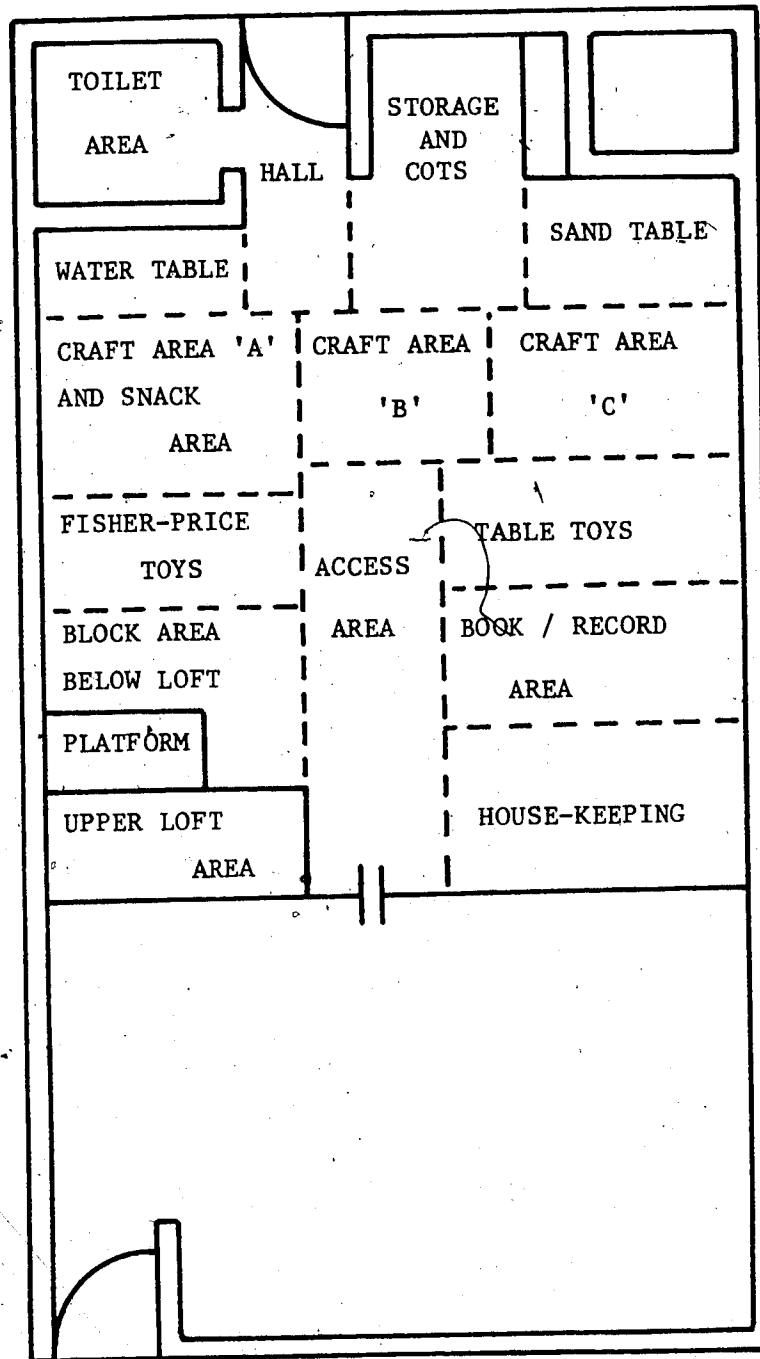 TOILET
AREA
HALL
STORAGE
AND
COTS
SAND TABLE
WATER TABLE
CRAFT AREA 'A'
AND SNACK
AREA
CRAFT AREA
'B'
CRAFT AREA
'C'
FISHER-PRICE
TOYS
ACCESS
AREA
TABLE TOYS
BLOCK AREA
BELOW LOFT
BOOK / RECORD
AREA
PLATFORM
UPPER LOFT
AREA
HOUSE-KEEPING